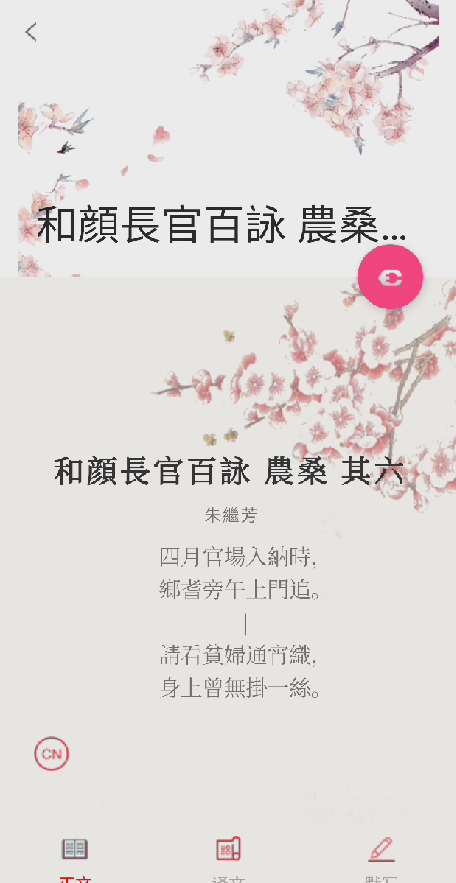 和顏長官百詠 農桑...
和顏長官百詠 農桑 其六
朱繼芳
四月官場入納時,
鄉耆旁午上門追。
|
請看貧婦通宵織,
身上曾無掛一絲。
CN
正文
译文
默写